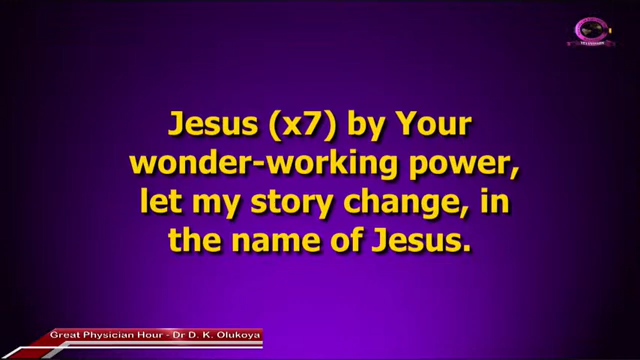 Jesus (x7) by Your
wonder-working power,
let my story change, in
the name of Jesus.
Great Physician Hour - Dr D. K. Olukoya